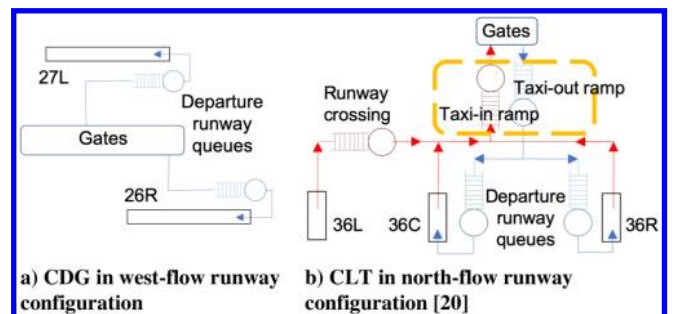 27L
Gates
Departure
runway
queues
26R
a) CDG in west-flow runway
configuration
Gates
Taxi-out ramp
Runway
crossing
Taxi-in ramp
36L
36C
Departure
runway
queues
36R
b) CLT in north-flow runway
configuration [20]